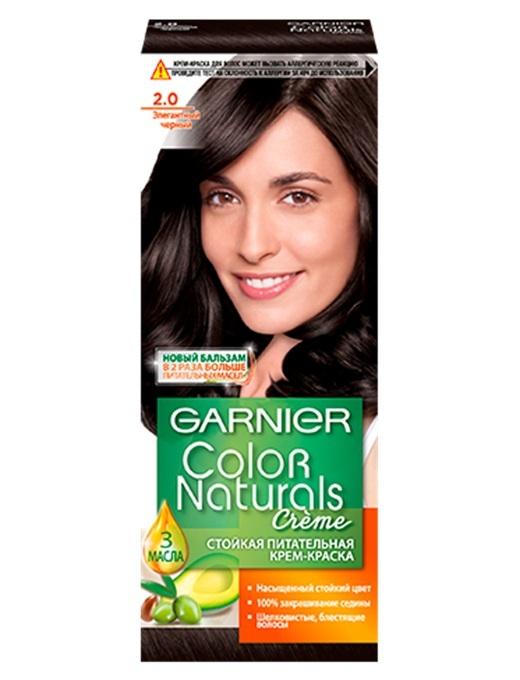 2.0
КРЕМ-КРАСКА ДЛЯ ВОЛОС МОЖЕТ ВЫЗВАТЬ АЛЛЕРГИЧЕСКУЮ РЕАКЦИЮ
ПРОВЕДИТЕ ТЕСТ НА СКЛОННОСТЬ К АЛЛЕРГИИ ЗА 48Ч ДО ИСПОЛЬЗОВАНИЯ
2.0
Элегантный
черный
НОВЫЙ БАЛЬЗАМ
В 2 РАЗА БОЛЬШЕ
ПИТАТЕЛЬНЫХ МАСЕЛ
GARNIER
Color
Naturals
Crème
СТОЙКАЯ ПИТАТЕЛЬНАЯ
КРЕМ-КРАСКА
3
МАСЛА
Насыщенный стойкий цвет
100% закрашивание седины
Шелковистые, блестящие
волосы